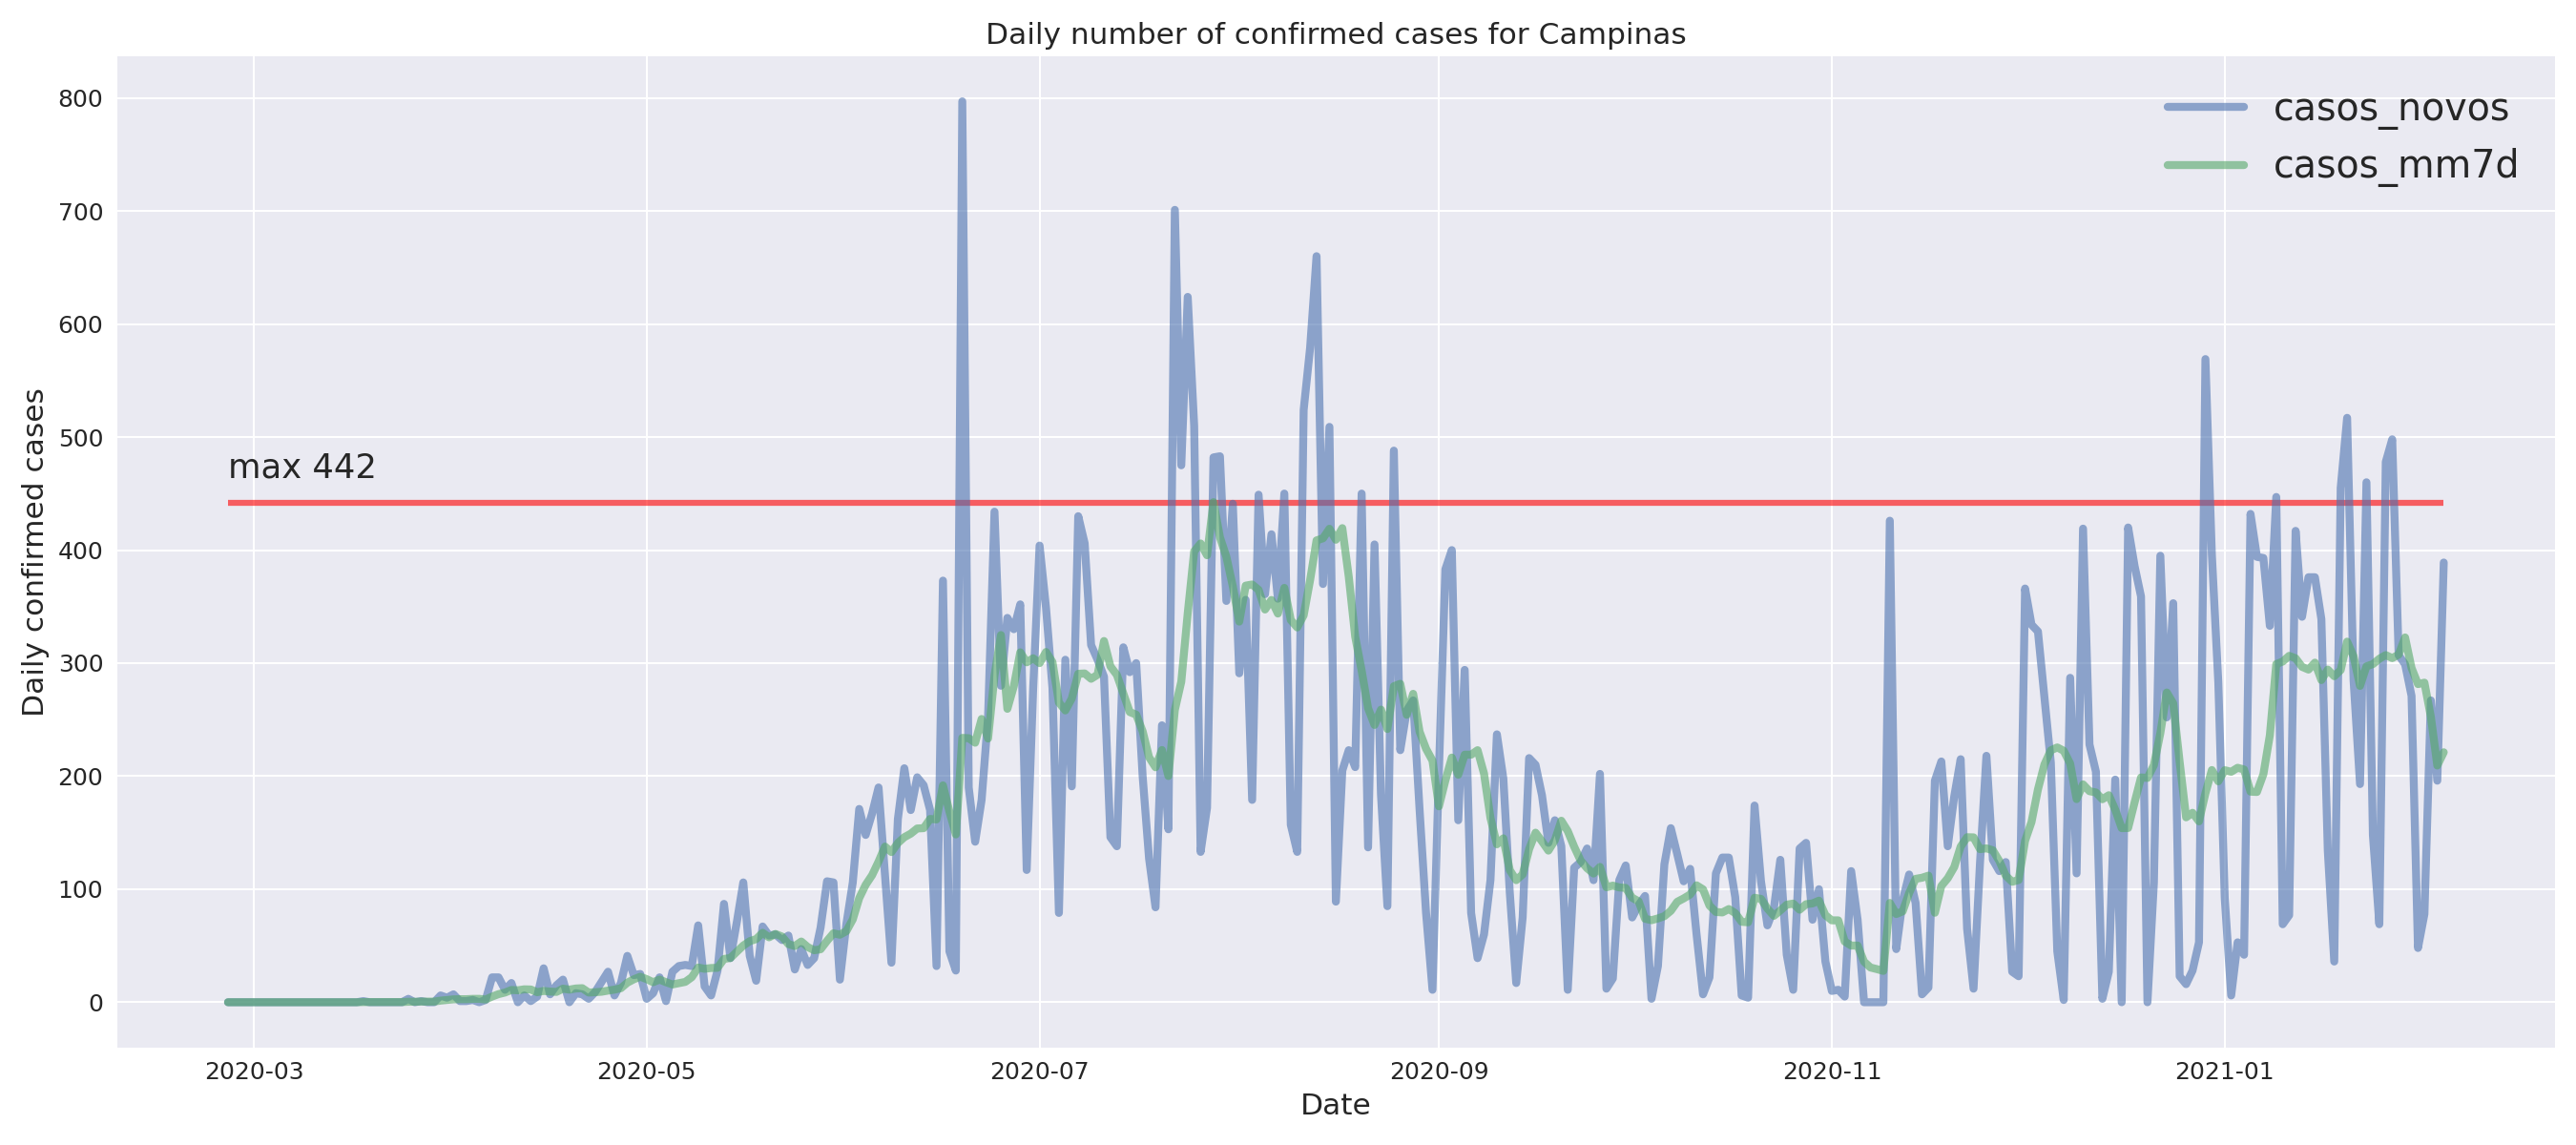 Daily number of confirmed cases for Campinas
casos_novos
casos_mm7d
max 442
Daily confirmed cases
800
700
600
500
400
300
200
100
0
2020-03
2020-05
2020-07
2020-09
2020-11
2021-01
Date